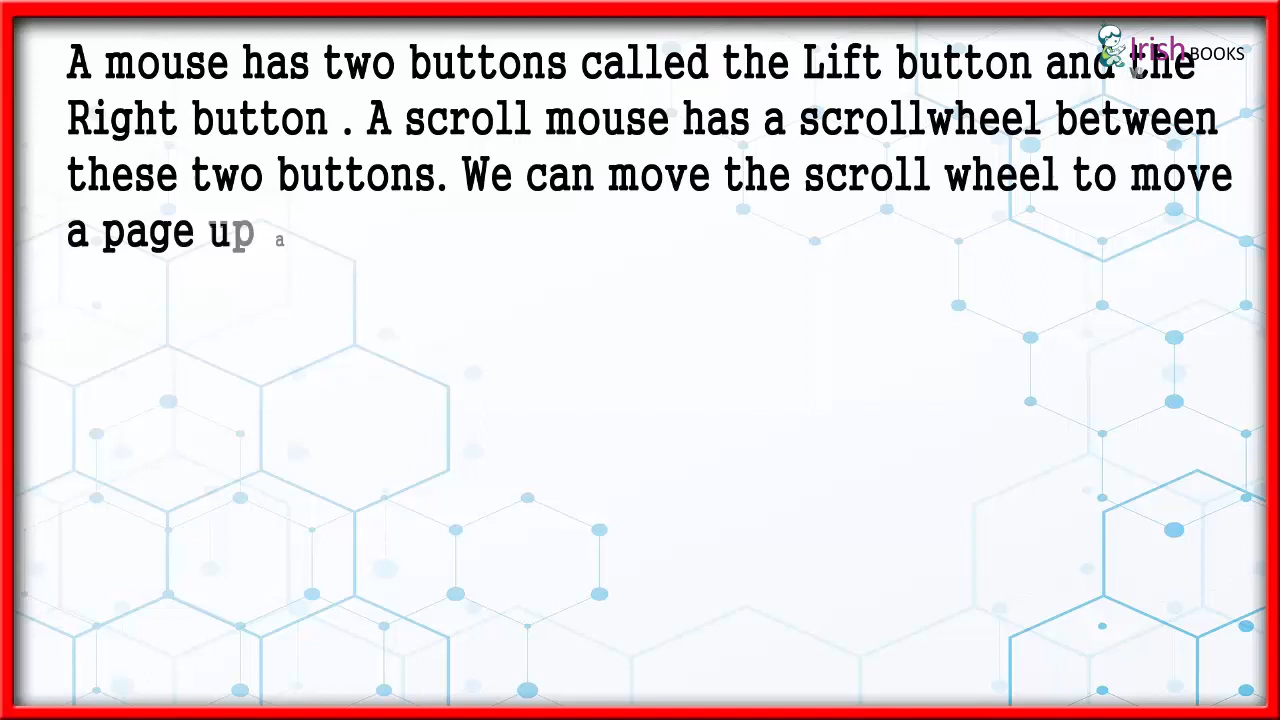 A mouse has two buttons called the Lift button and the
Right button . A scroll mouse has a scrollwheel between
these two buttons. We can move the scroll wheel to move
a page up a
Irish BOOKS